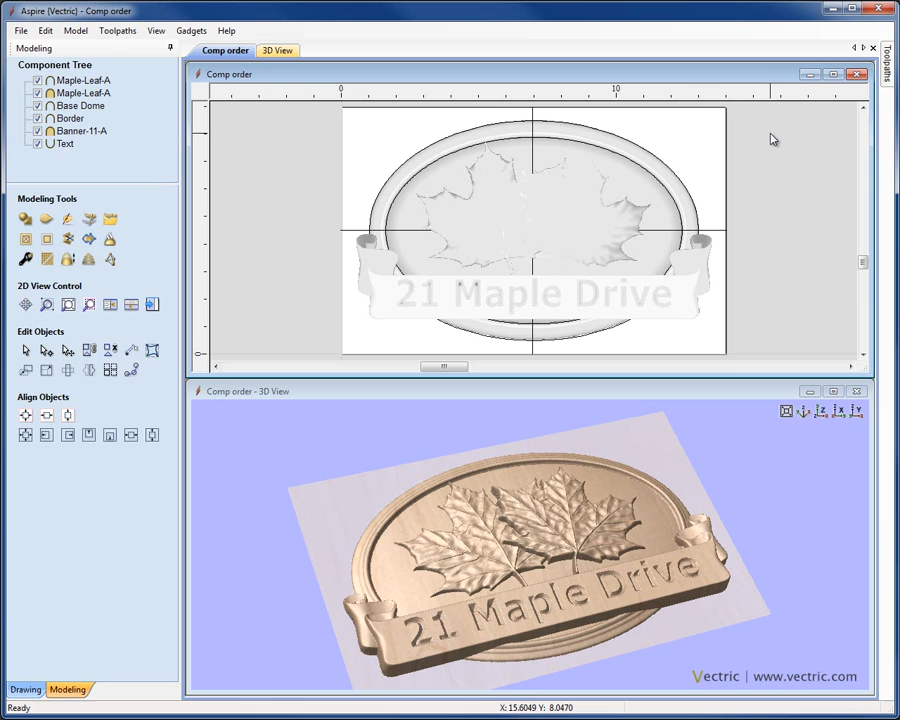 Aspire {Vectric} - Comp order
File Edit Model Toolpaths View Gadgets Help
Modeling
Component Tree
Maple-Leaf-A
Maple-Leaf-A
Base Dome
Border
Banner-11-A
Text
Modeling Tools
2D View Control
Edit Objects
Align Objects
Drawing Modeling
Comp order 3D View
Comp order
0 10
0
21 Maple Drive
Comp order - 3D View
21 Maple Drive
Vectric | www.vectric.com
Toolpaths
Ready X: 15.6049 Y: 8.0470